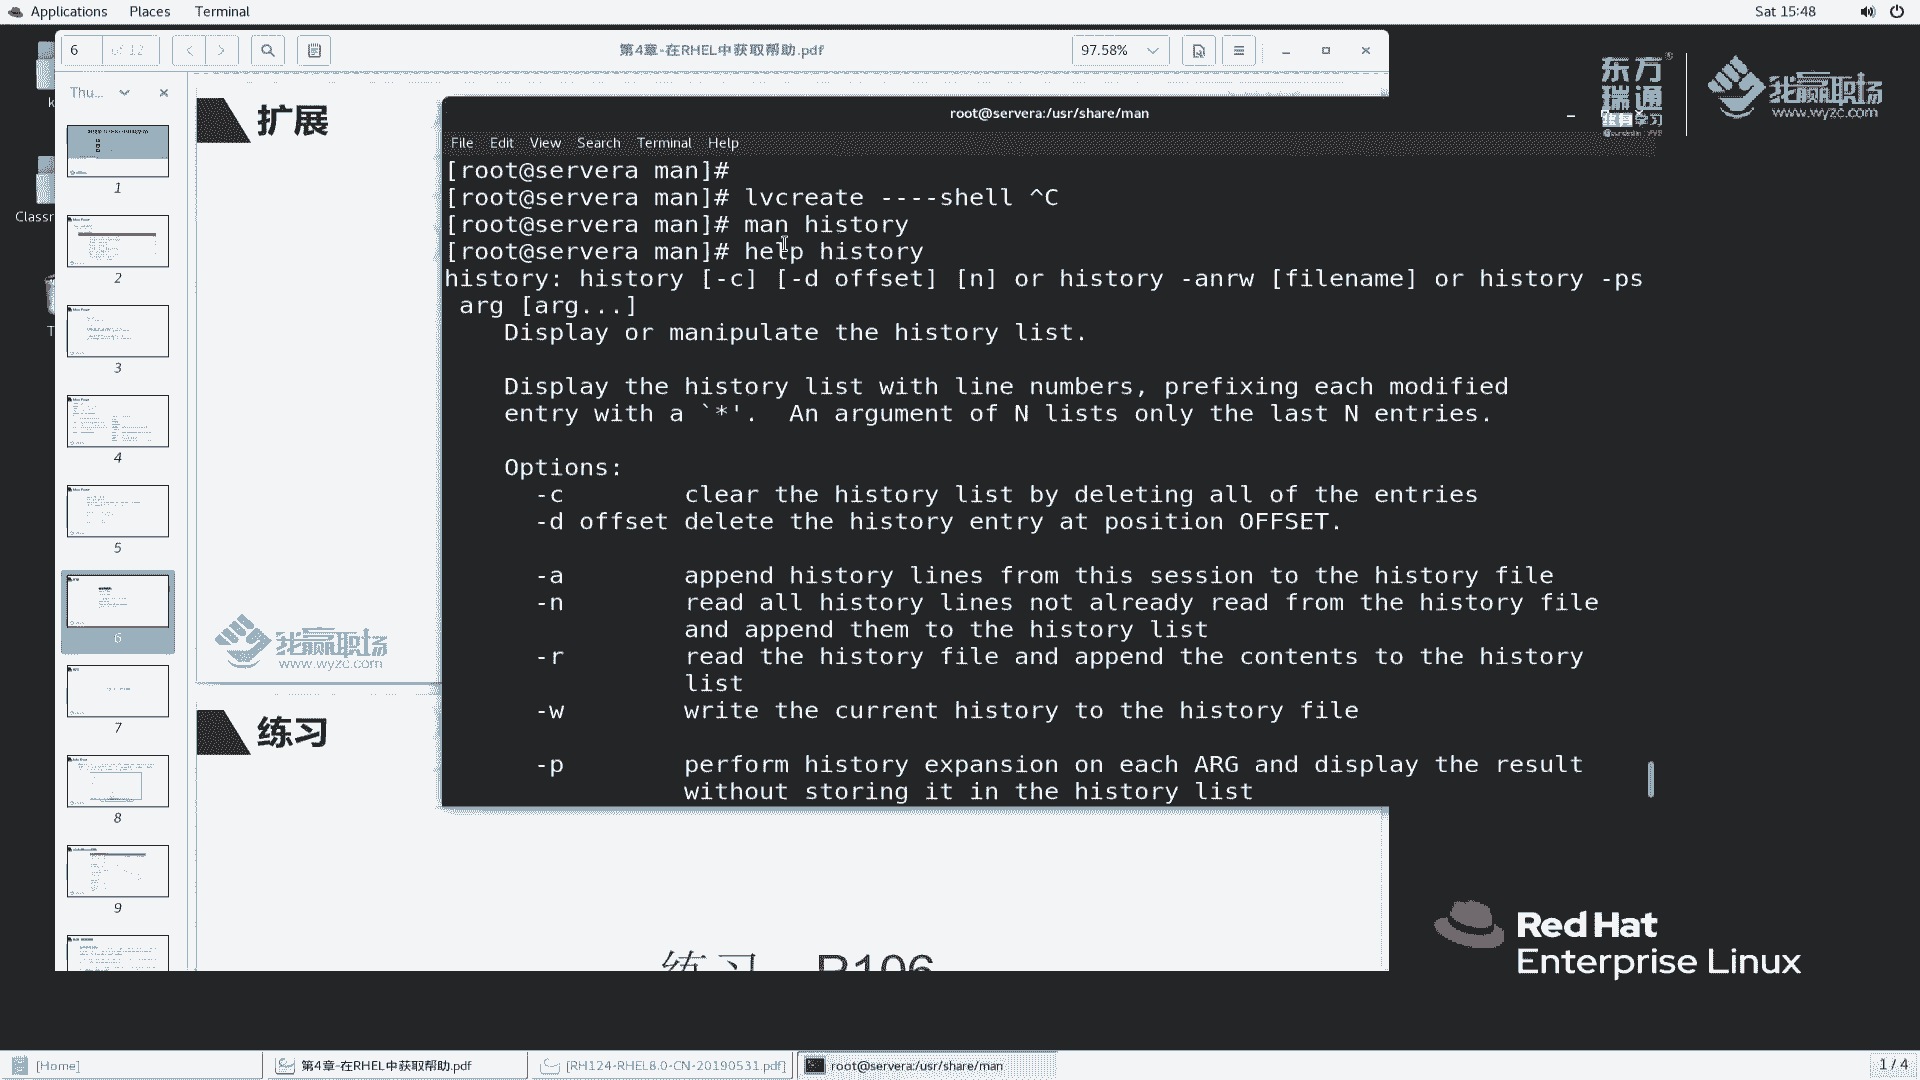 Applications Places Terminal
Sat 15:48
6 of 12
第4章-在RHEL中获取帮助.pdf
97.58%
Thu...
1
2
3
4
5
6
7
8
9
扩展
我赢职场
www.wyzc.com
练习
练习 P106
root@servera:/usr/share/man
File Edit View Search Terminal Help
[root@servera man]#
[root@servera man]# lvcreate ----shell ^C
[root@servera man]# man history
[root@servera man]# help history
history: history [-c] [-d offset] [n] or history -anrw [filename] or history -ps
arg [arg...]
Display or manipulate the history list.
Display the history list with line numbers, prefixing each modified
entry with a `*'.  An argument of N lists only the last N entries.
Options:
-c        clear the history list by deleting all of the entries
-d offset delete the history entry at position OFFSET.
-a        append history lines from this session to the history file
-n        read all history lines not already read from the history file
and append them to the history list
-r        read the history file and append the contents to the history
list
-w        write the current history to the history file
-p        perform history expansion on each ARG and display the result
without storing it in the history list
Classr
东方
瑞通
我赢职场
www.wyzc.com
Red Hat
Enterprise Linux
[Home]
第4章-在RHEL中获取帮助.pdf
[RH124-RHEL8.0-CN-20190531.pdf]
root@servera:/usr/share/man
1 / 4